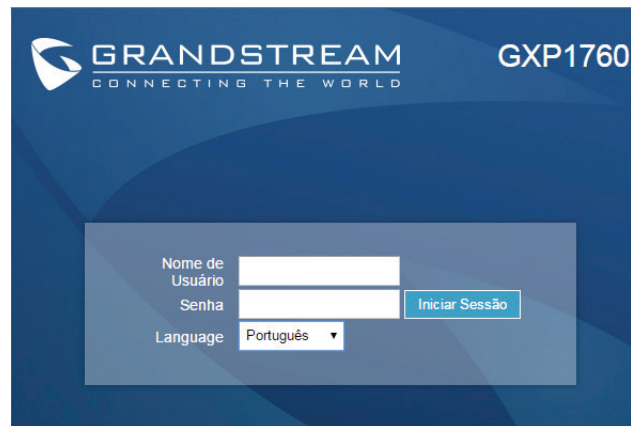 GRANDSTREAM
CONNECTING THE WORLD
GXP1760
Nome de
Usuário
Senha
Iniciar Sessão
Language
Português